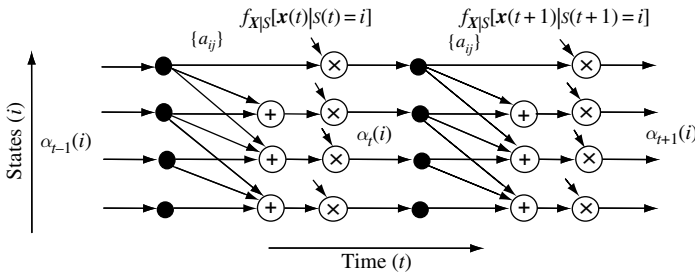 f_{X|S}[x(t)|s(t) = i] f_{X|S}[x(t+1)|s(t+1) = i]
{a_{ij}} {a_{ij}}
× ×
+ × + ×
States (i) α_{t–1}(i) α_t(i) α_{t+1}(i)
+ × + ×
+ × + ×
Time (t)